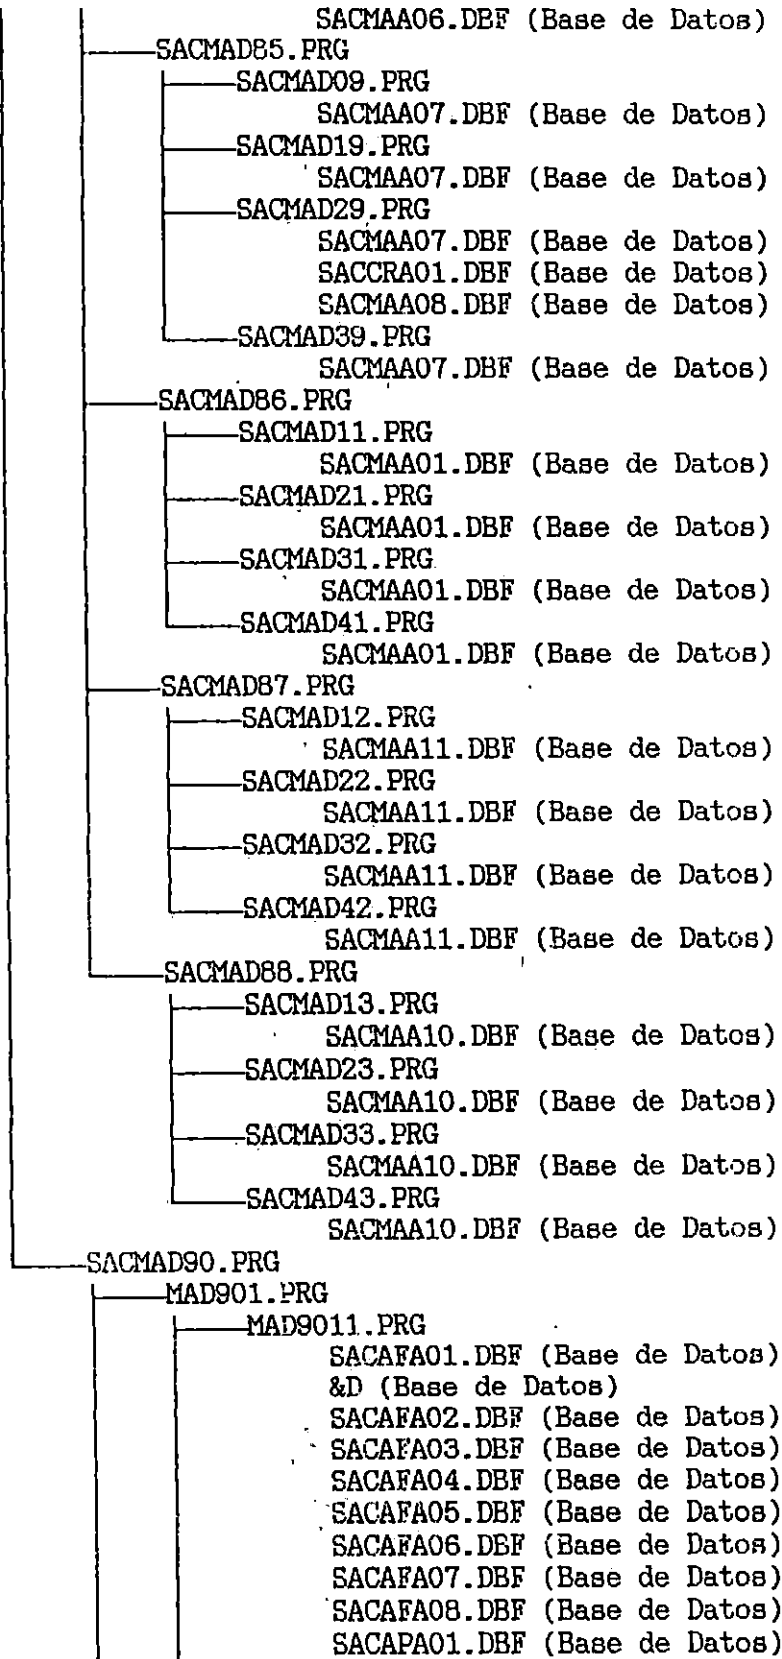 SACMAA06.DBF (Base de Datos)
SACMAD85.PRG
SACMAD09.PRG
SACMAA07.DBF (Base de Datos)
SACMAD19.PRG
SACMAA07.DBF (Base de Datos)
SACMAD29.PRG
SACMAA07.DBF (Base de Datos)
SACCRA01.DBF (Base de Datos)
SACMAA08.DBF (Base de Datos)
SACMAD39.PRG
SACMAA07.DBF (Base de Datos)
SACMAD86.PRG
SACMAD11.PRG
SACMAA01.DBF (Base de Datos)
SACMAD21.PRG
SACMAA01.DBF (Base de Datos)
SACMAD31.PRG
SACMAA01.DBF (Base de Datos)
SACMAD41.PRG
SACMAA01.DBF (Base de Datos)
SACMAD87.PRG
SACMAD12.PRG
SACMAA11.DBF (Base de Datos)
SACMAD22.PRG
SACMAA11.DBF (Base de Datos)
SACMAD32.PRG
SACMAA11.DBF (Base de Datos)
SACMAD42.PRG
SACMAA11.DBF (Base de Datos)
SACMAD88.PRG
SACMAD13.PRG
SACMAA10.DBF (Base de Datos)
SACMAD23.PRG
SACMAA10.DBF (Base de Datos)
SACMAD33.PRG
SACMAA10.DBF (Base de Datos)
SACMAD43.PRG
SACMAA10.DBF (Base de Datos)
SACMAD90.PRG
MAD901.PRG
MAD9011.PRG
SACAFA01.DBF (Base de Datos)
&D (Base de Datos)
SACAFA02.DBF (Base de Datos)
SACAFA03.DBF (Base de Datos)
SACAFA04.DBF (Base de Datos)
SACAFA05.DBF (Base de Datos)
SACAFA06.DBF (Base de Datos)
SACAFA07.DBF (Base de Datos)
SACAFA08.DBF (Base de Datos)
SACAPA01.DBF (Base de Datos)